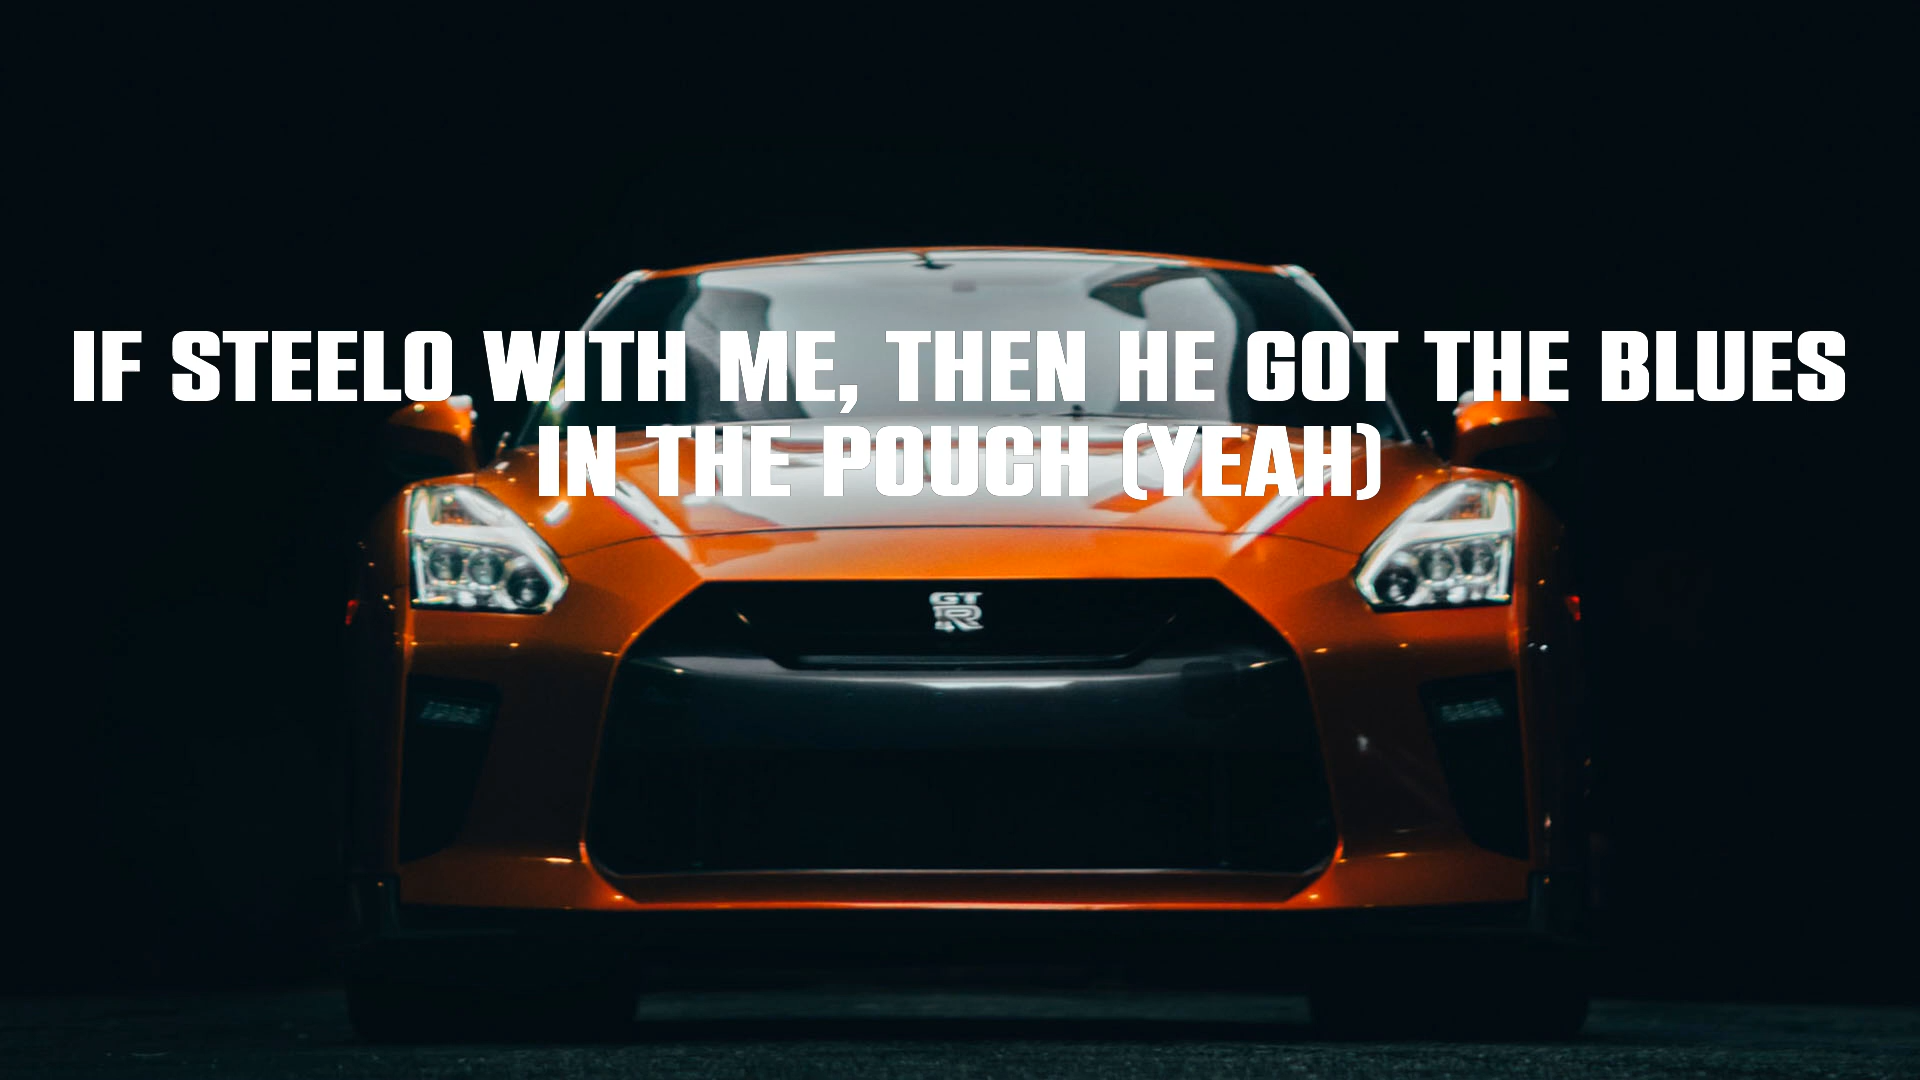 IF STEELO WITH ME, THEN HE GOT THE BLUES
IN THE POUCH (YEAH)
GT
R